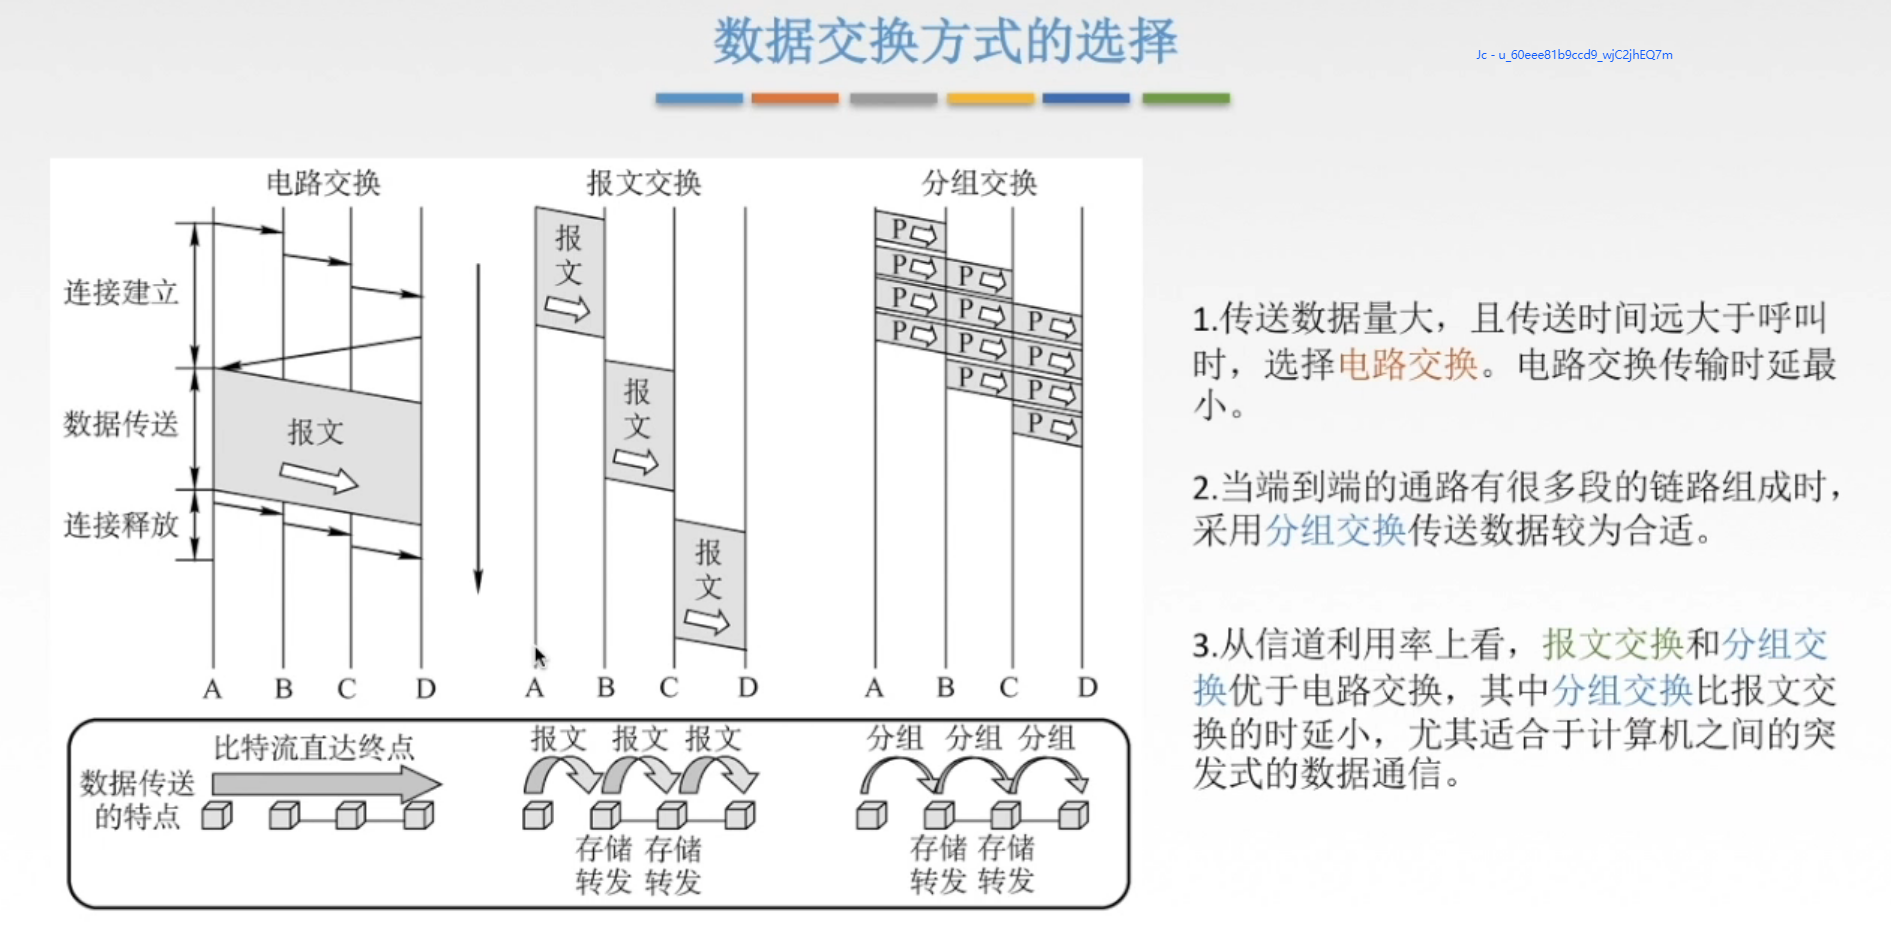 数据交换方式的选择
Jc - u_60eee81b9ccd9_wjC2jhEQ7m
电路交换
报文交换
分组交换
连接建立
数据传送
连接释放
报文
A
B
C
D
报
文
报
文
报
文
A
B
C
D
P
P
P
P
P
P
P
P
P
P
P
P
A
B
C
D
数据传送
的特点
比特流直达终点
报文 报文 报文
存储 存储
转发 转发
分组 分组 分组
存储 存储
转发 转发
1.传送数据量大，且传送时间远大于呼叫
时，选择电路交换。电路交换传输时延最
小。
2.当端到端的通路有很多段的链路组成时，
采用分组交换传送数据较为合适。
3.从信道利用率上看，报文交换和分组交
换优于电路交换，其中分组交换比报文交
换的时延小，尤其适合于计算机之间的突
发式的数据通信。